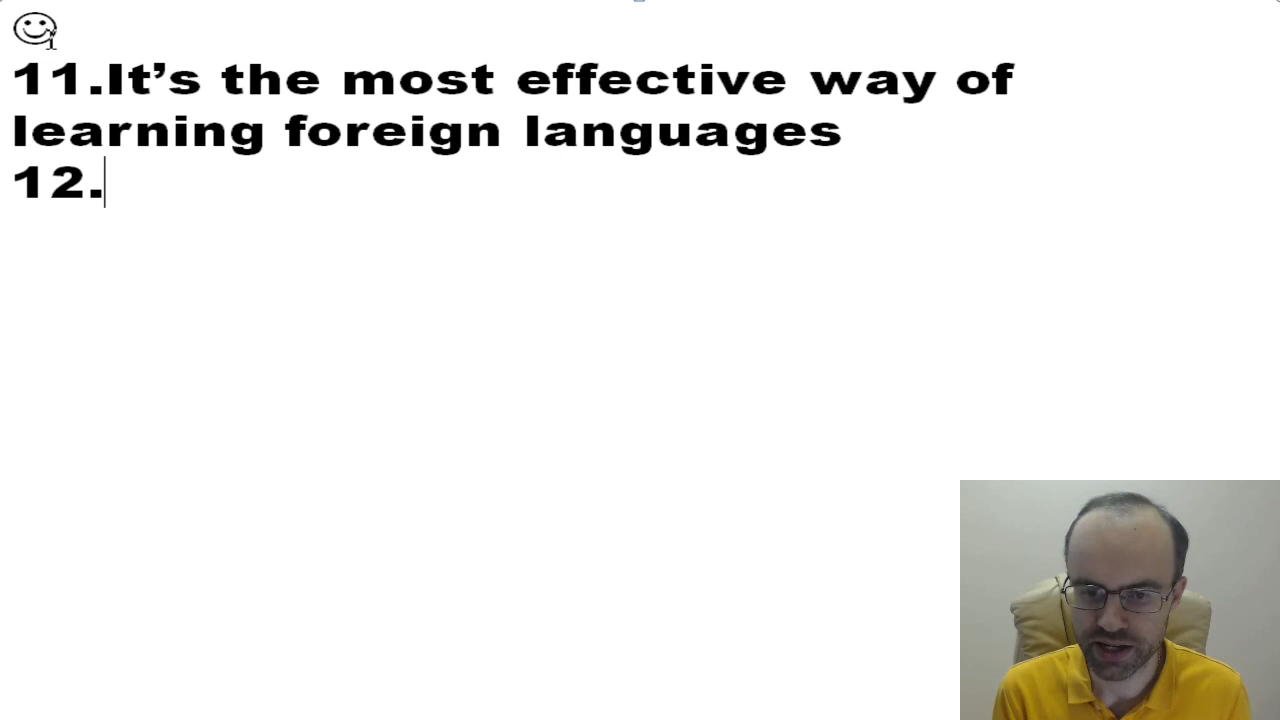 11.It’s the most effective way of
learning foreign languages
12.